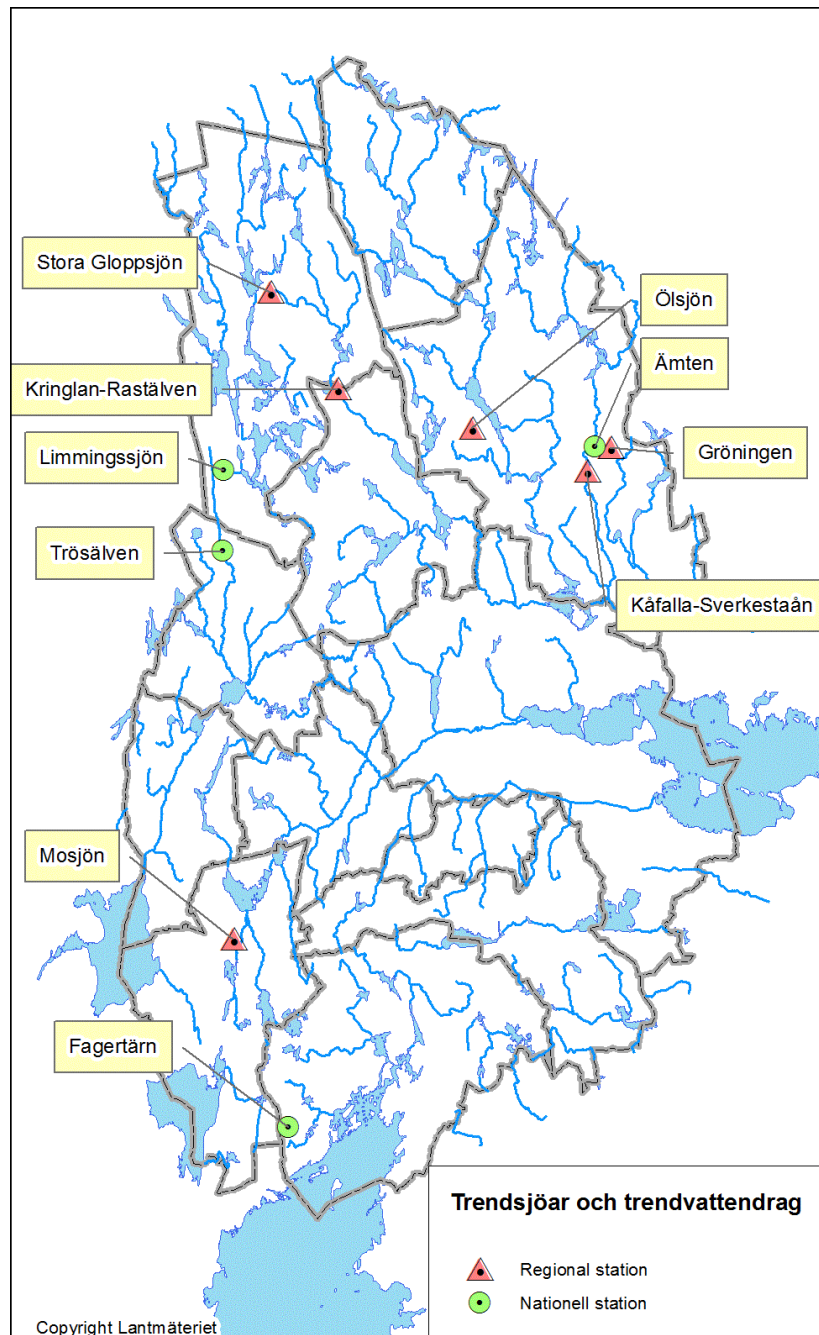 Stora Gloppsjön
Ölsjön
Ämten
Kringlan-Rastälven
Gröningen
Limmingssjön
Trösälven
Kåfalla-Sverkestaån
Mosjön
Fagertärn
Trendsjöar och trendvattendrag
Regional station
Nationell station
Copyright Lantmäteriet